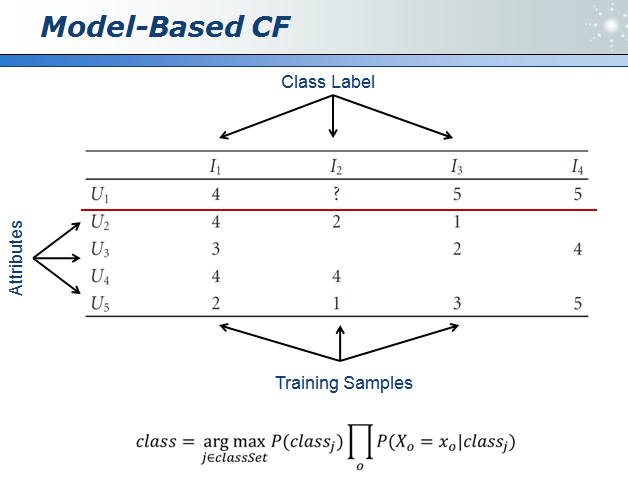 Model-Based CF
Class Label
I₁ I₂ I₃ I₄
U₁ 4 ? 5 5
U₂ 4 2 1
U₃ 3 2 4
U₄ 4 4
U₅ 2 1 3 5
Attributes
Training Samples
class = arg max P(classⱼ) ∏ P(Xₒ = xₒ|classⱼ)
j∈classSet o